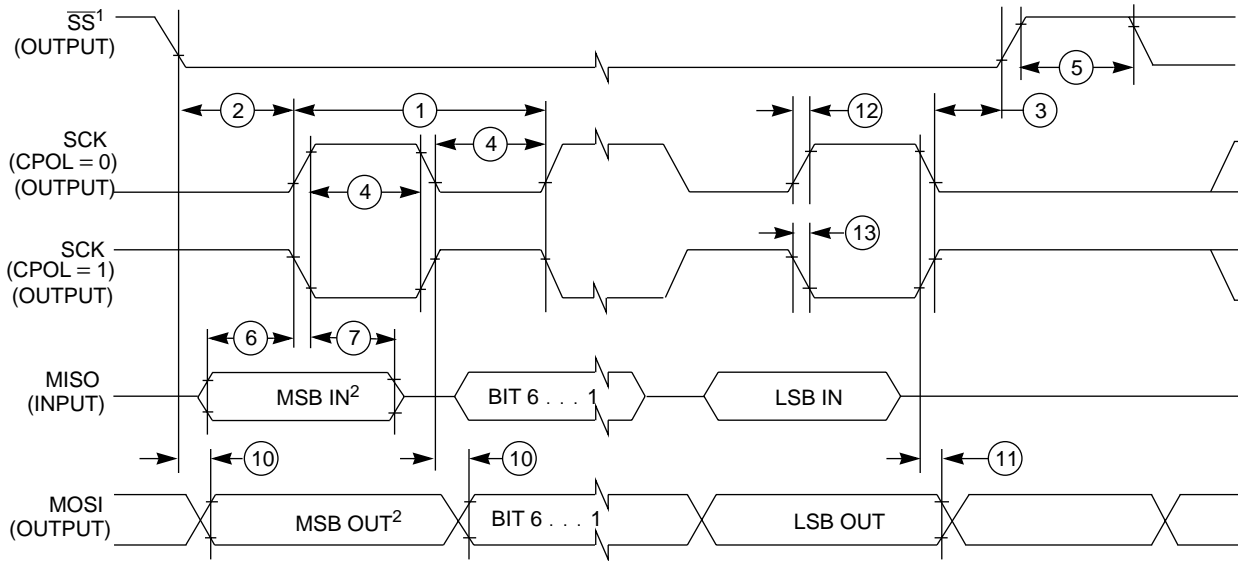 SS¹
(OUTPUT)
5
2
1
12
3
SCK
(CPOL = 0)
(OUTPUT)
4
4
SCK
(CPOL = 1)
(OUTPUT)
13
6
7
MISO
(INPUT)
MSB IN²
BIT 6 . . . 1
LSB IN
10
10
11
MOSI
(OUTPUT)
MSB OUT²
BIT 6 . . . 1
LSB OUT